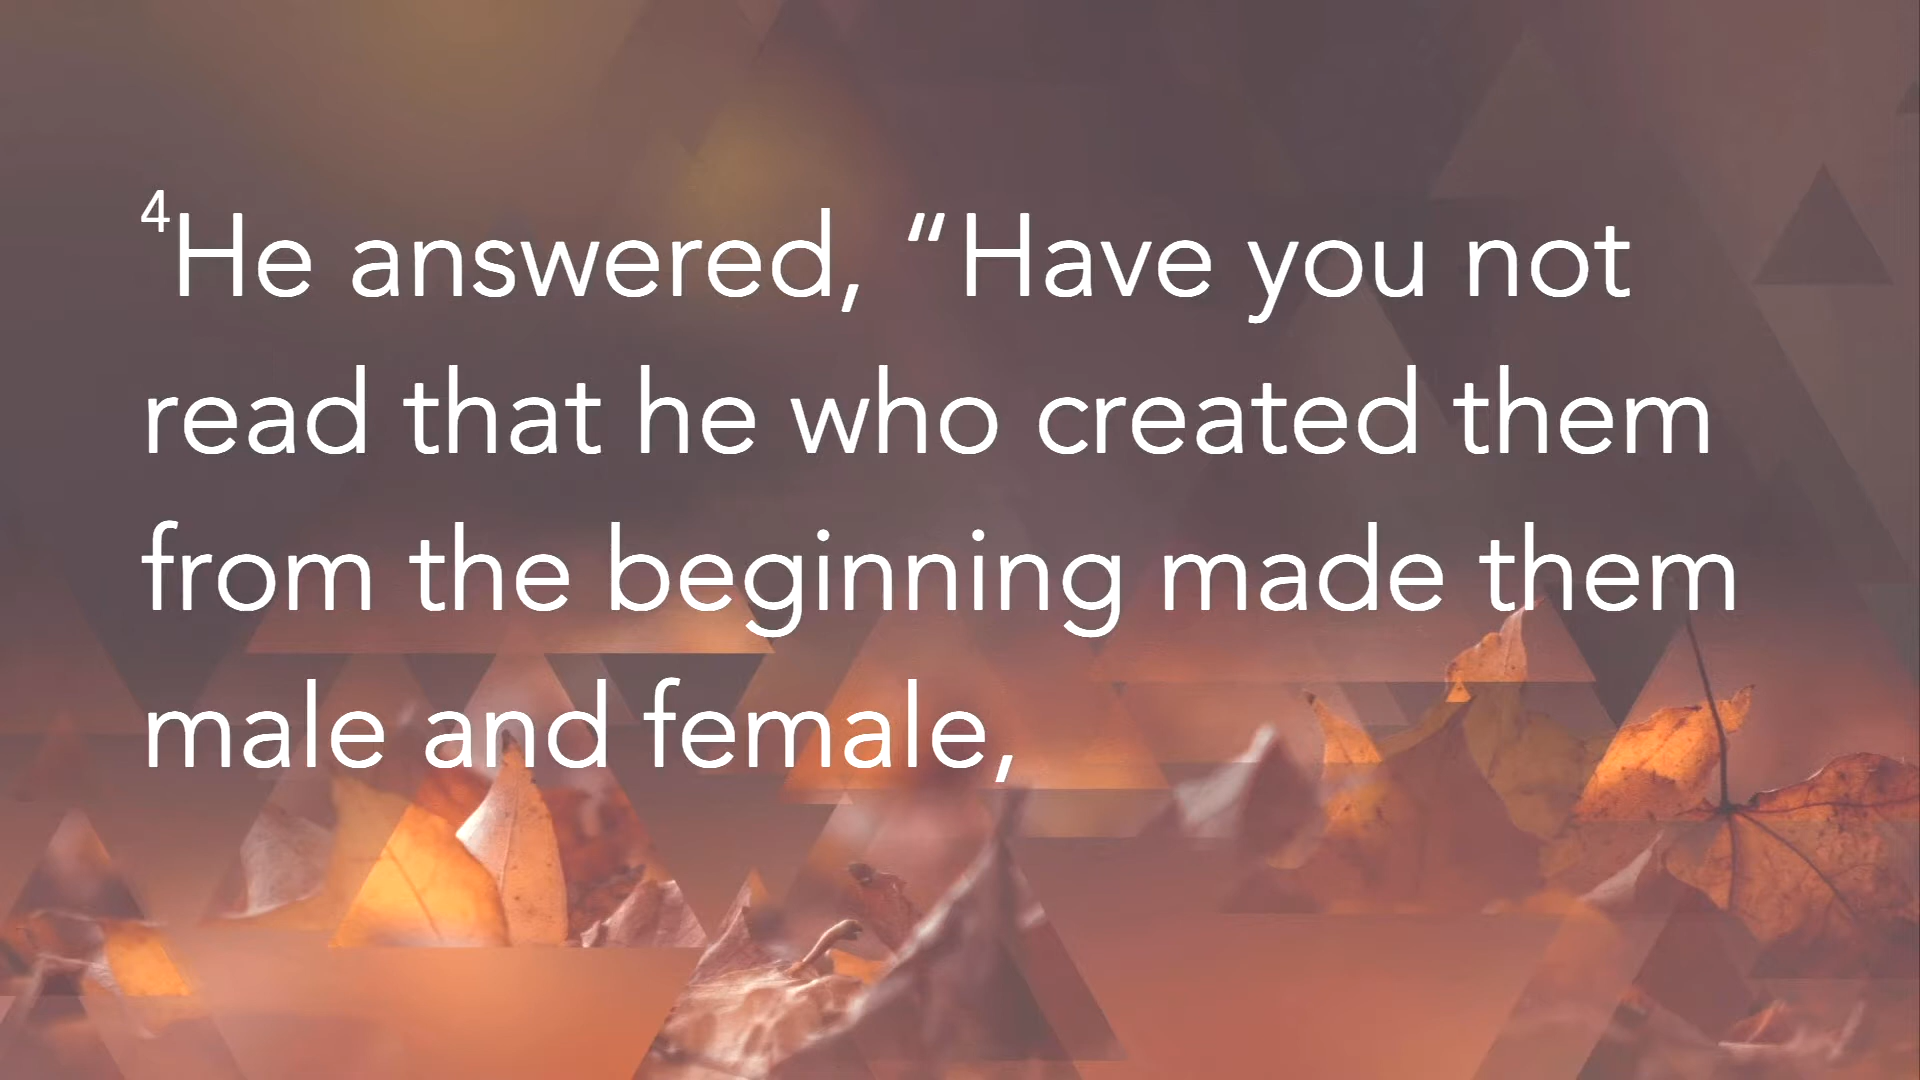 4He answered, “Have you not
read that he who created them
from the beginning made them
male and female,